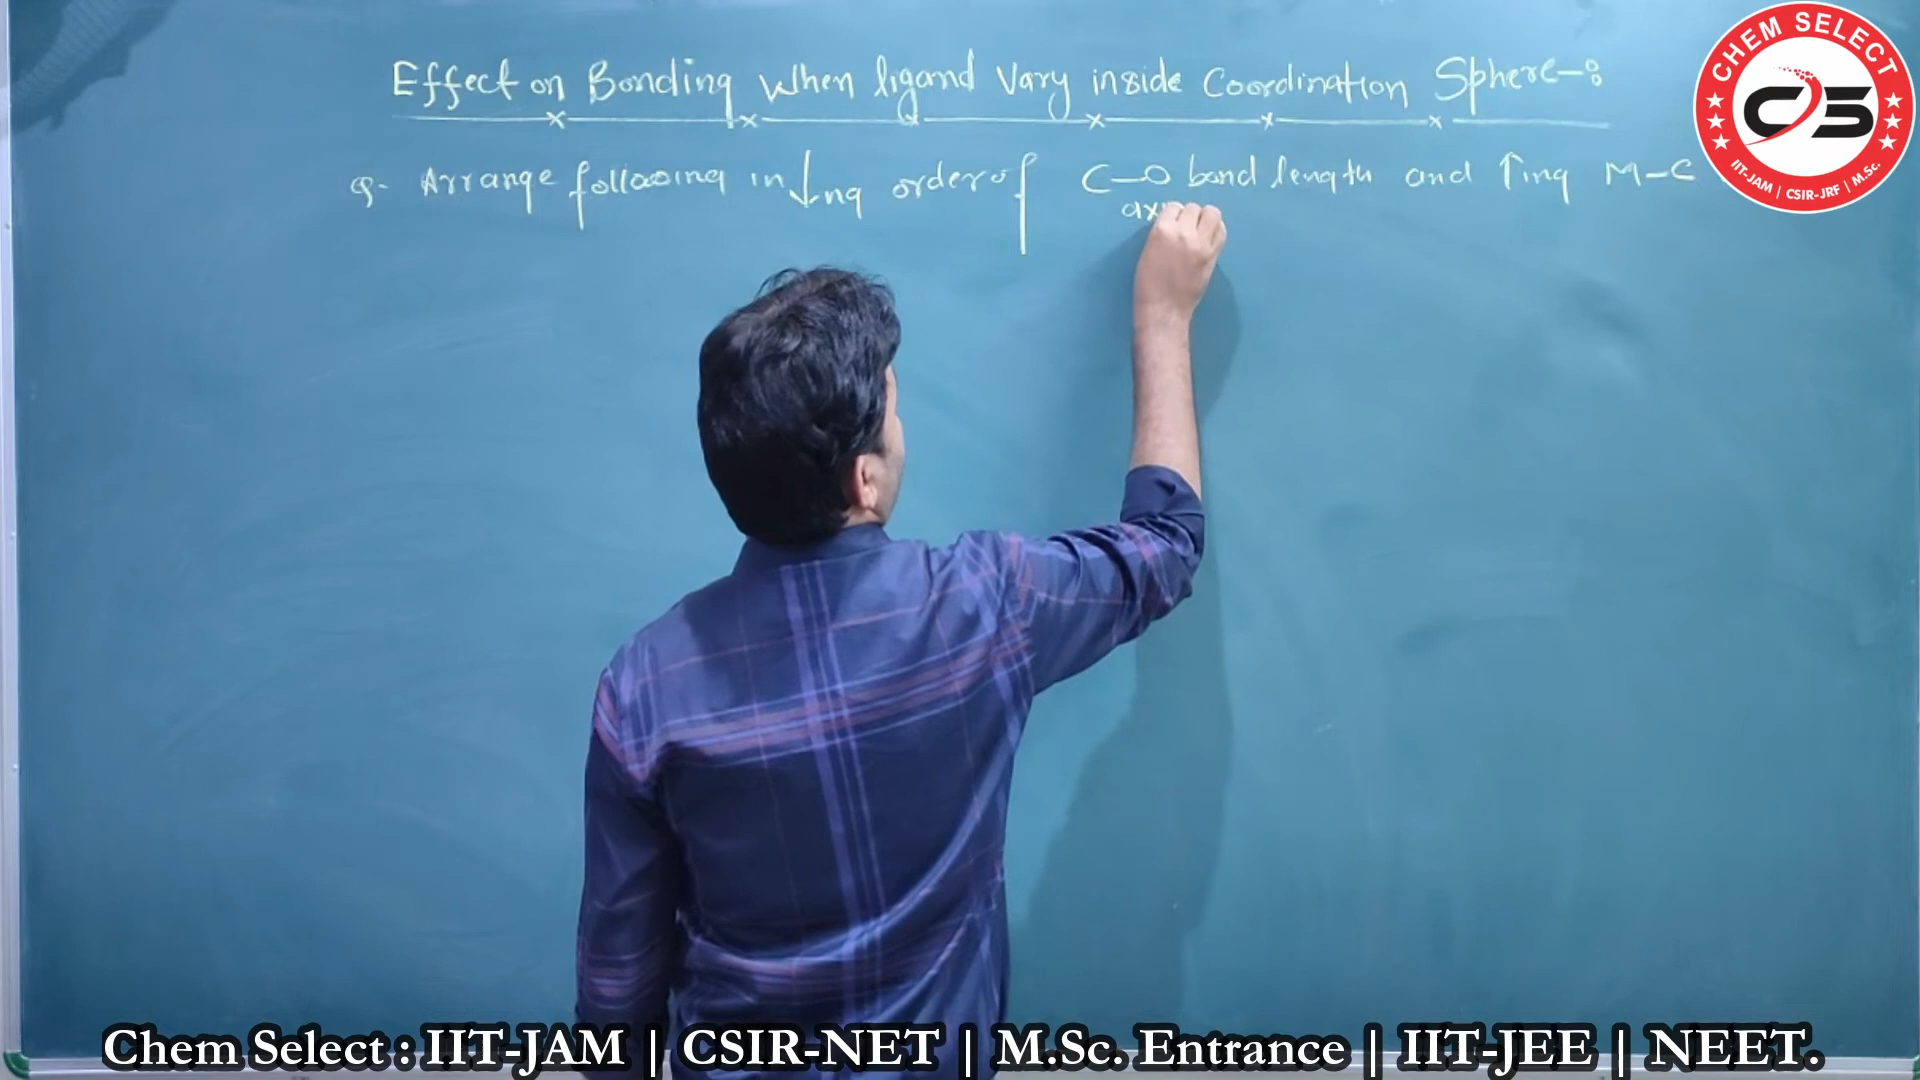 Effect on Bonding when ligand Vary inside Coordination Sphere-:
Q- Arrange following in ↓ng order of C-O bond length and ↑ing M-C
CHEM SELECT
CS
IIT-JAM | CSIR-JRF | M.Sc.
Chem Select : IIT-JAM | CSIR-NET | M.Sc. Entrance | IIT-JEE | NEET.